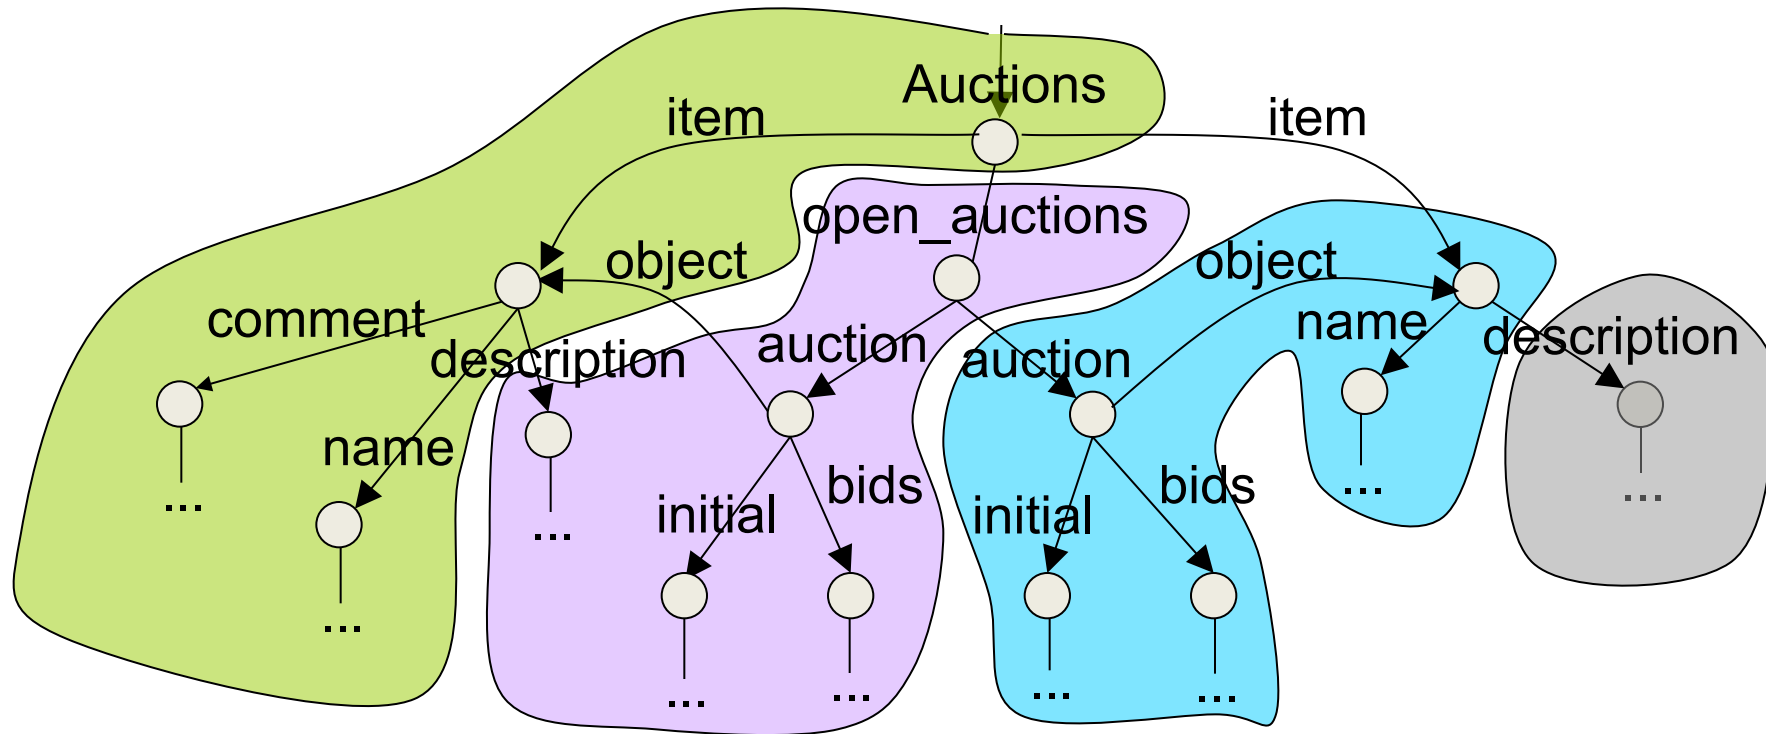 Auctions
item
item
open_auctions
object
object
comment
name
description
description
auction
auction
name
bids
bids
initial
initial
...
...
...
...
...
...
...
...
...